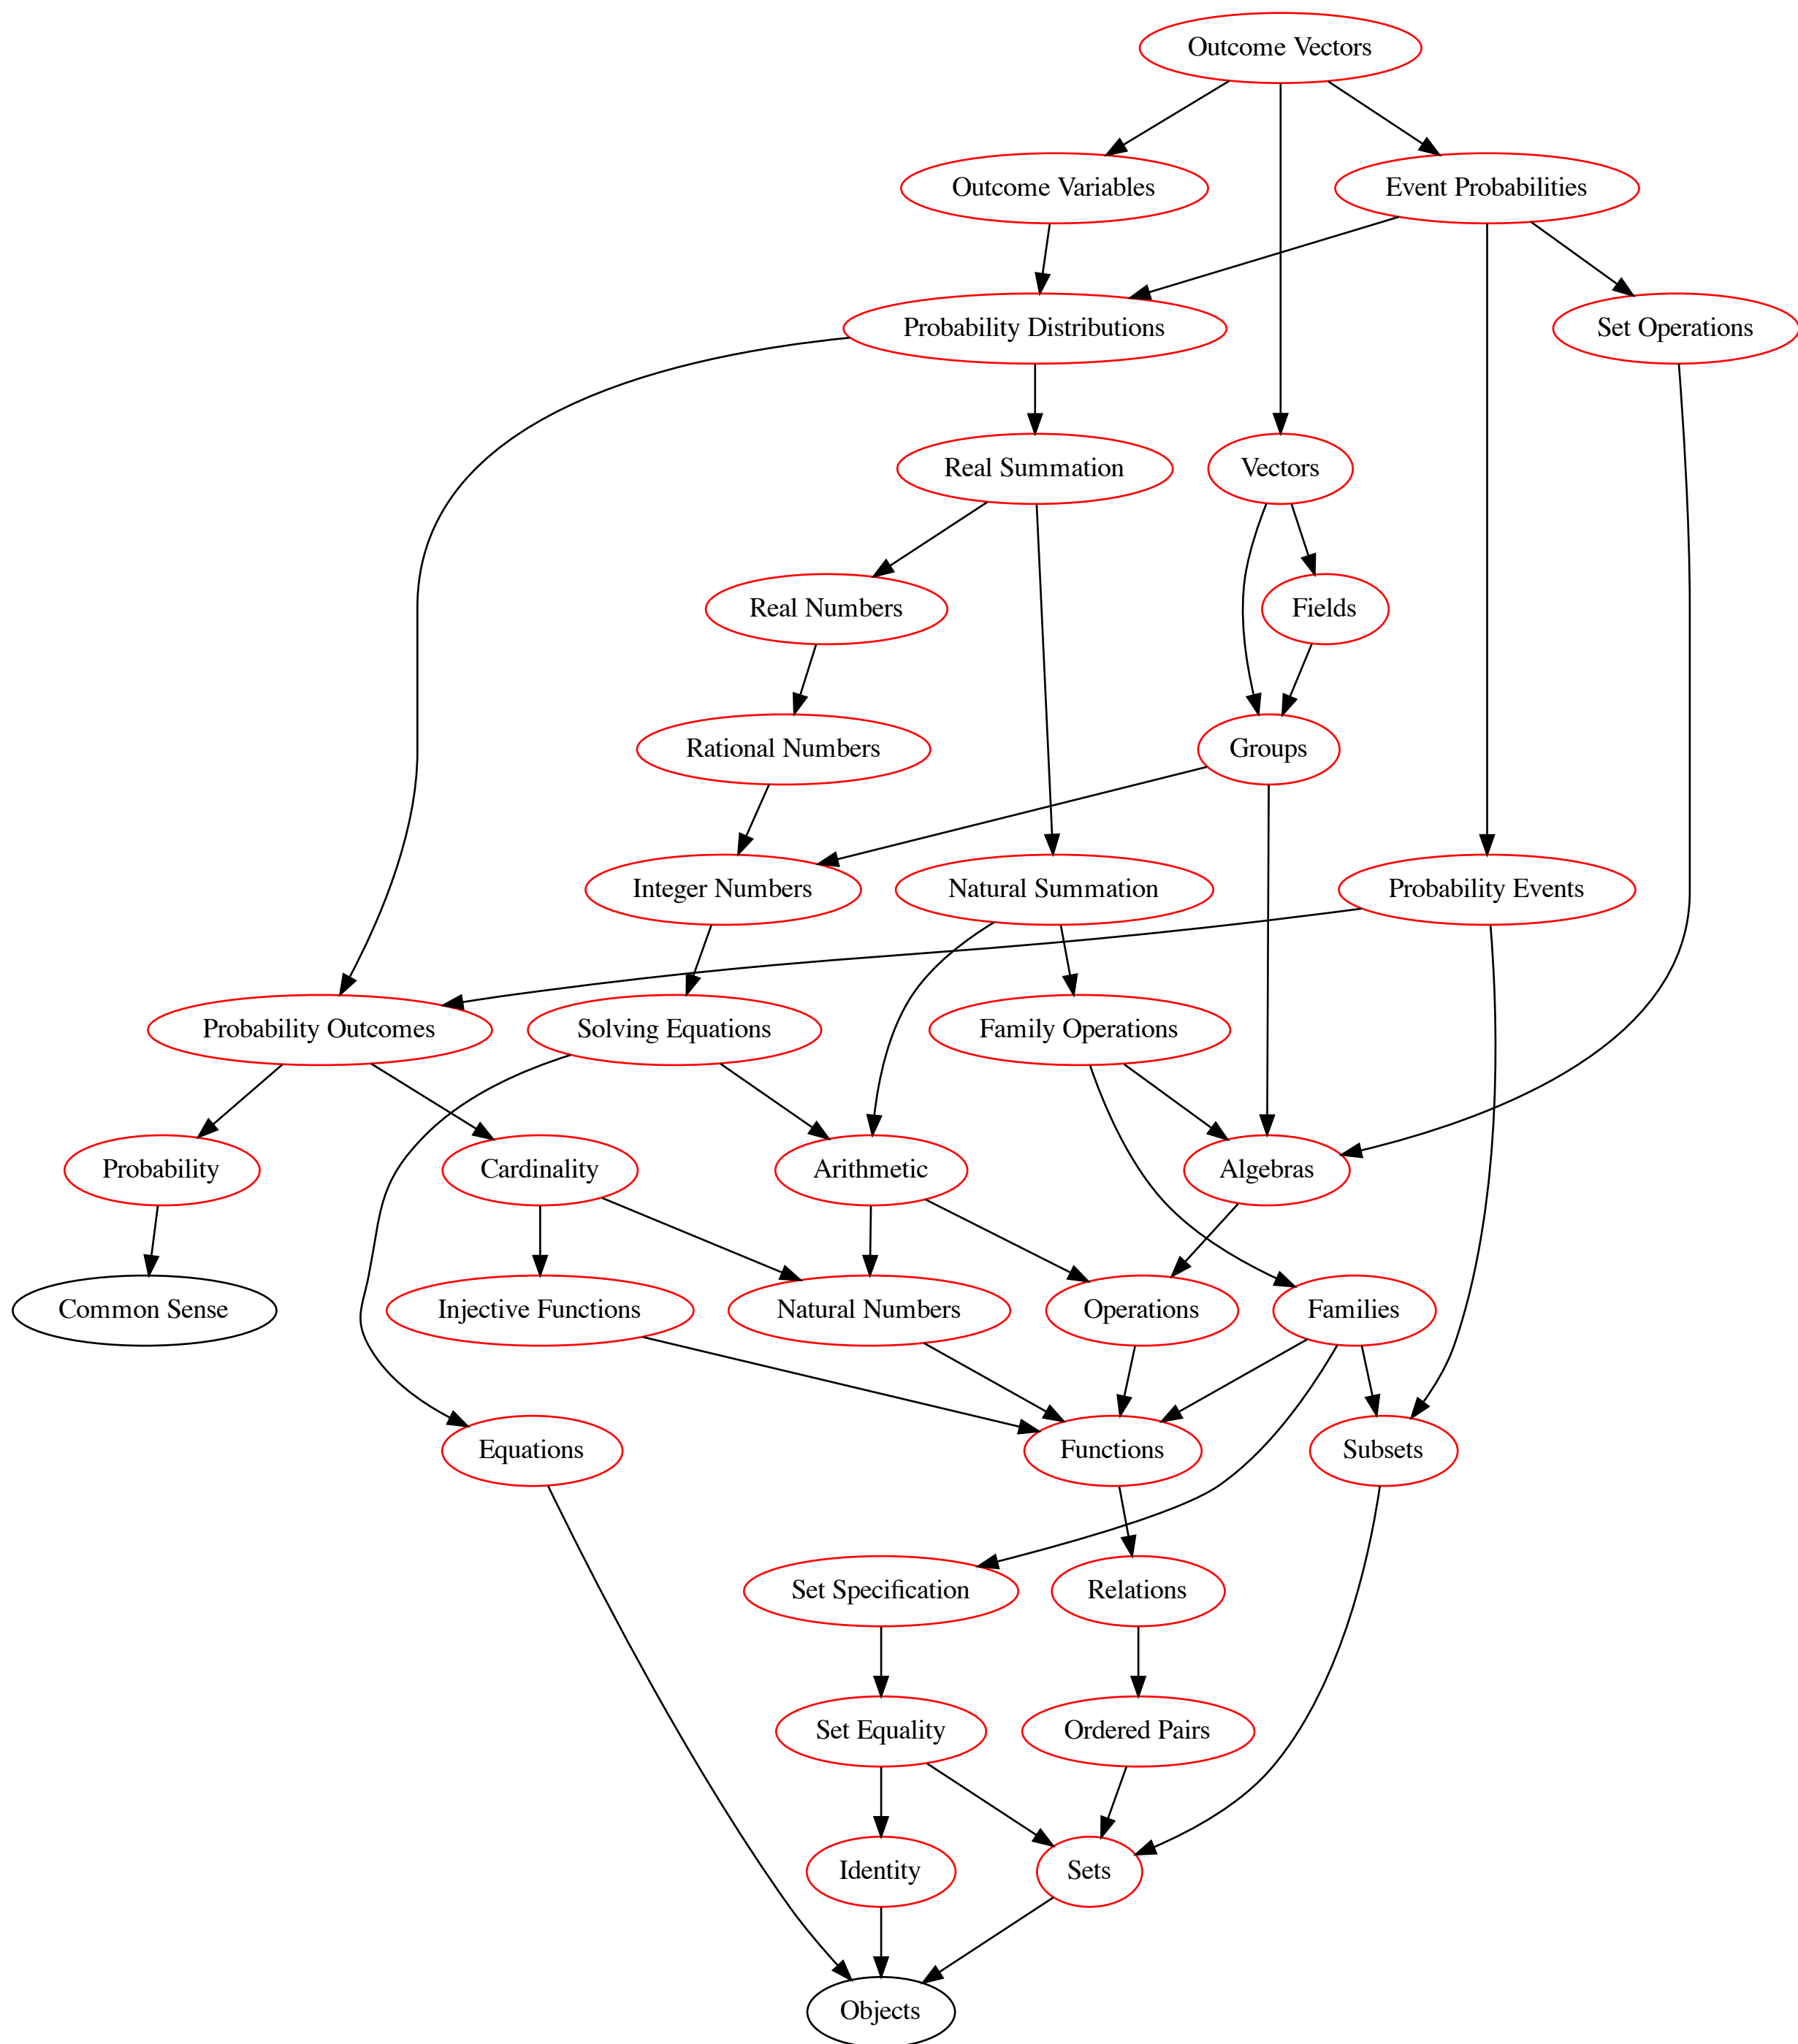 Outcome Vectors
Outcome Variables
Event Probabilities
Probability Distributions
Set Operations
Real Summation
Vectors
Real Numbers
Fields
Rational Numbers
Groups
Integer Numbers
Natural Summation
Probability Events
Probability Outcomes
Solving Equations
Family Operations
Probability
Cardinality
Arithmetic
Algebras
Common Sense
Injective Functions
Natural Numbers
Operations
Families
Equations
Functions
Subsets
Set Specification
Relations
Set Equality
Ordered Pairs
Identity
Sets
Objects